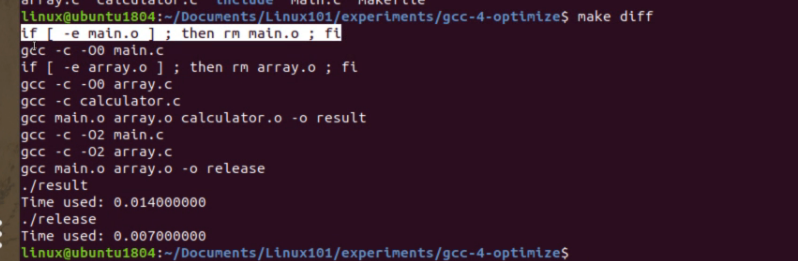 array.c calculator.c include main.c Makefile
linux@ubuntu1804:~/Documents/Linux101/experiments/gcc-4-optimize$ make diff
if [ -e main.o ] ; then rm main.o ; fi
gcc -c -O0 main.c
if [ -e array.o ] ; then rm array.o ; fi
gcc -c -O0 array.c
gcc -c calculator.c
gcc main.o array.o calculator.o -o result
gcc -c -O2 main.c
gcc -c -O2 array.c
gcc main.o array.o -o release
./result
Time used: 0.014000000
./release
Time used: 0.007000000
linux@ubuntu1804:~/Documents/Linux101/experiments/gcc-4-optimize$